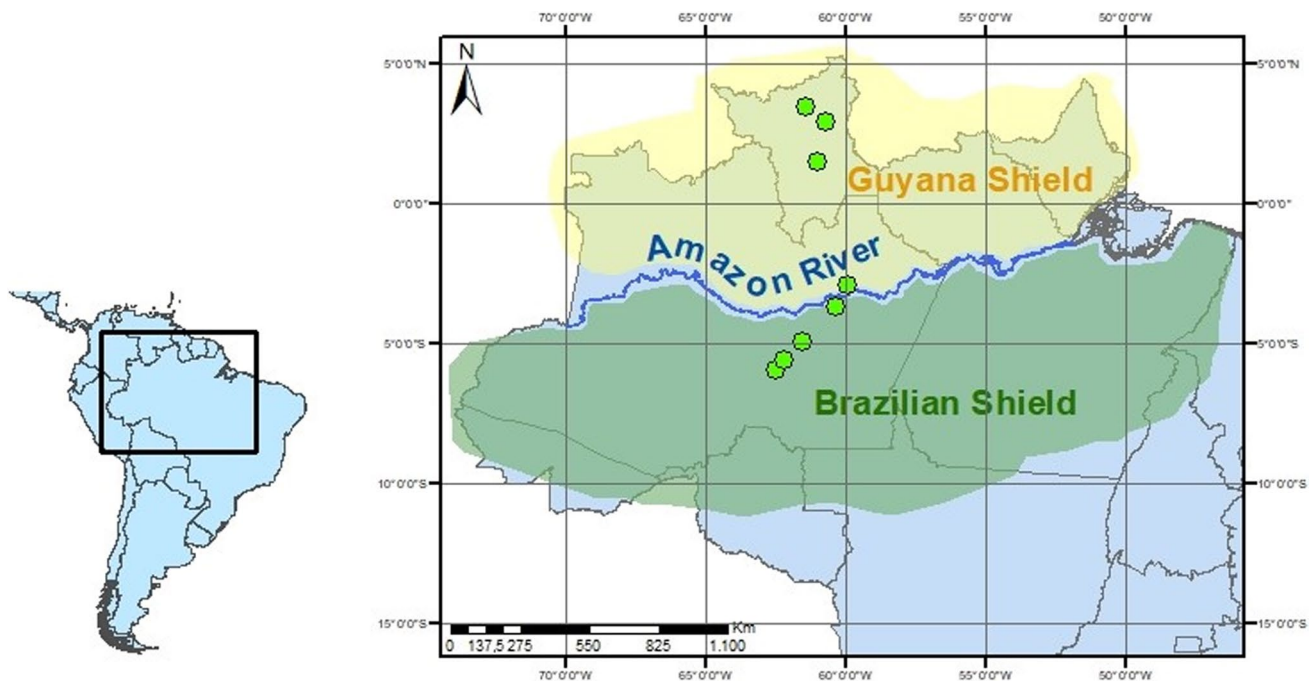 70°0'0"W 65°0'0"W 60°0'0"W 55°0'0"W 50°0'0"W
N
5°0'0"N 5°0'0"N
Guyana Shield
0°0'0" 0°0'0"
Amazon River
5°0'0"S 5°0'0"S
Brazilian Shield
10°0'0"S 10°0'0"S
15°0'0"S 15°0'0"S
Km
0 137,5 275 550 825 1.100
70°0'0"W 65°0'0"W 60°0'0"W 55°0'0"W 50°0'0"W